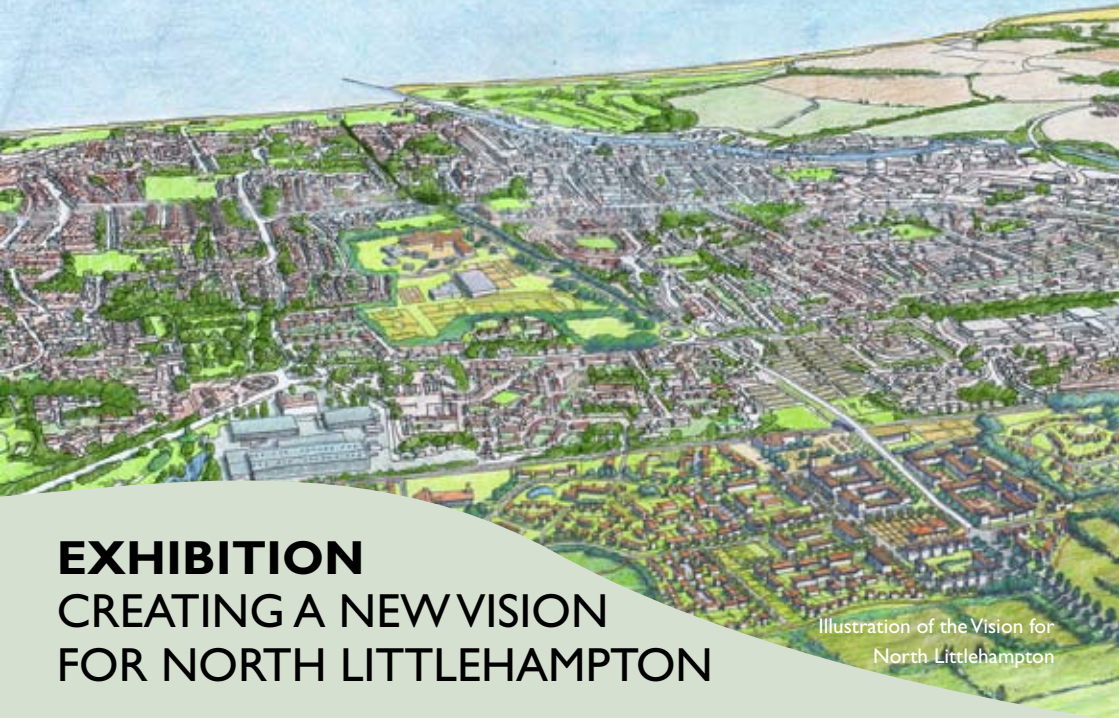 EXHIBITION
CREATING A NEW VISION
FOR NORTH LITTLEHAMPTON
Illustration of the Vision for
North Littlehampton